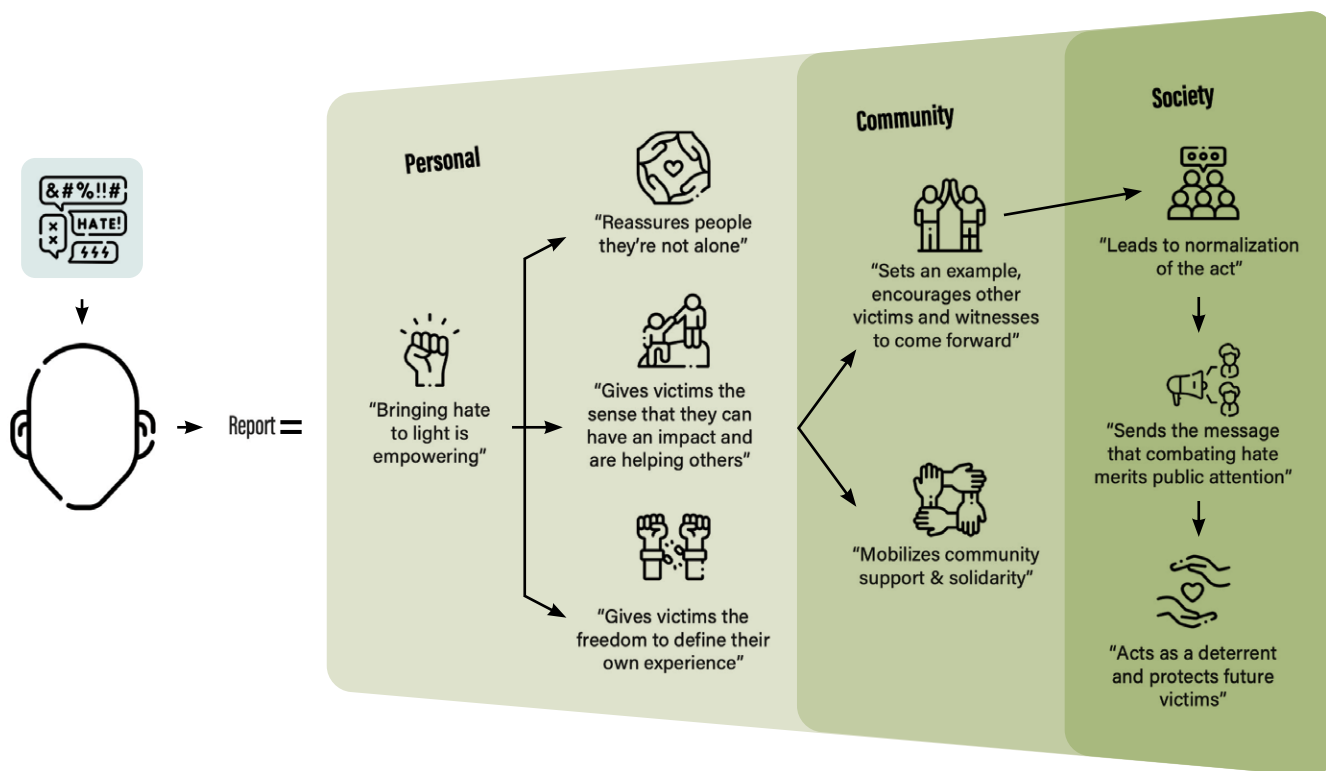 &#%!!#
HATE!
Report =
Personal
“Bringing hate
to light is
empowering”
“Reassures people
they’re not alone”
“Gives victims the
sense that they can
have an impact and
are helping others”
“Gives victims the
freedom to define their
own experience”
Community
“Sets an example,
encourages other
victims and witnesses
to come forward”
“Mobilizes community
support & solidarity”
Society
“Leads to normalization
of the act”
“Sends the message
that combating hate
merits public attention”
“Acts as a deterrent
and protects future
victims”